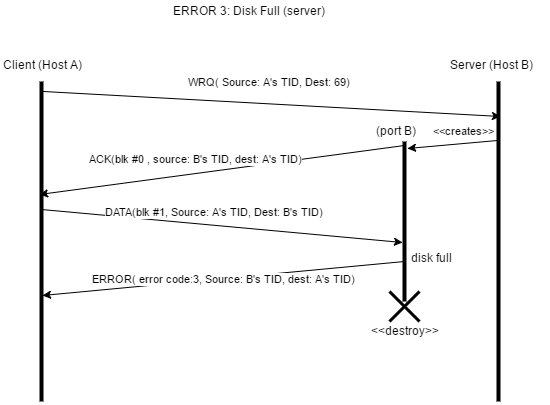 ERROR 3: Disk Full (server)
Client (Host A)
Server (Host B)
WRQ( Source: A's TID, Dest: 69)
(port B)
<<creates>>
ACK(blk #0 , source: B's TID, dest: A's TID)
DATA(blk #1, Source: A's TID, Dest: B's TID)
disk full
ERROR( error code:3, Source: B's TID, dest: A's TID)
<<destroy>>